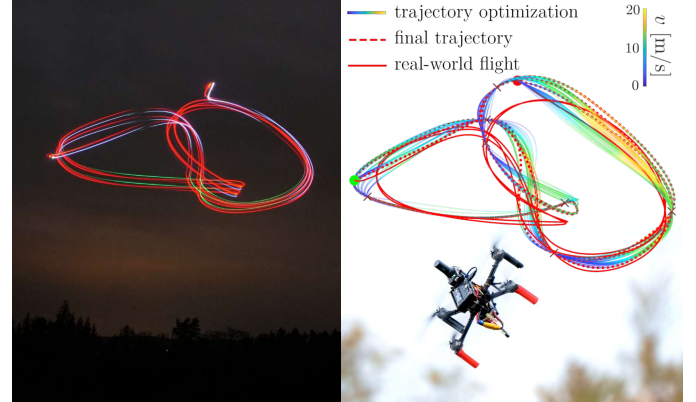 trajectory optimization
final trajectory
real-world flight
20
10
0
v [m/s]